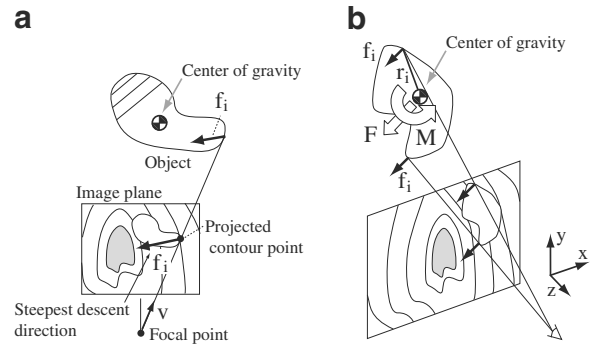 a
Center of gravity
f i
Object
Image plane
Projected
contour point
f i
Steepest descent
direction
v
Focal point
b
Center of gravity
f i
r i
F
M
f i
y
x
z